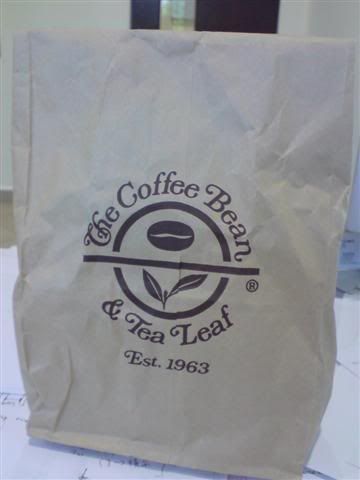 The Coffee Bean
®
& Tea Leaf
Est. 1963